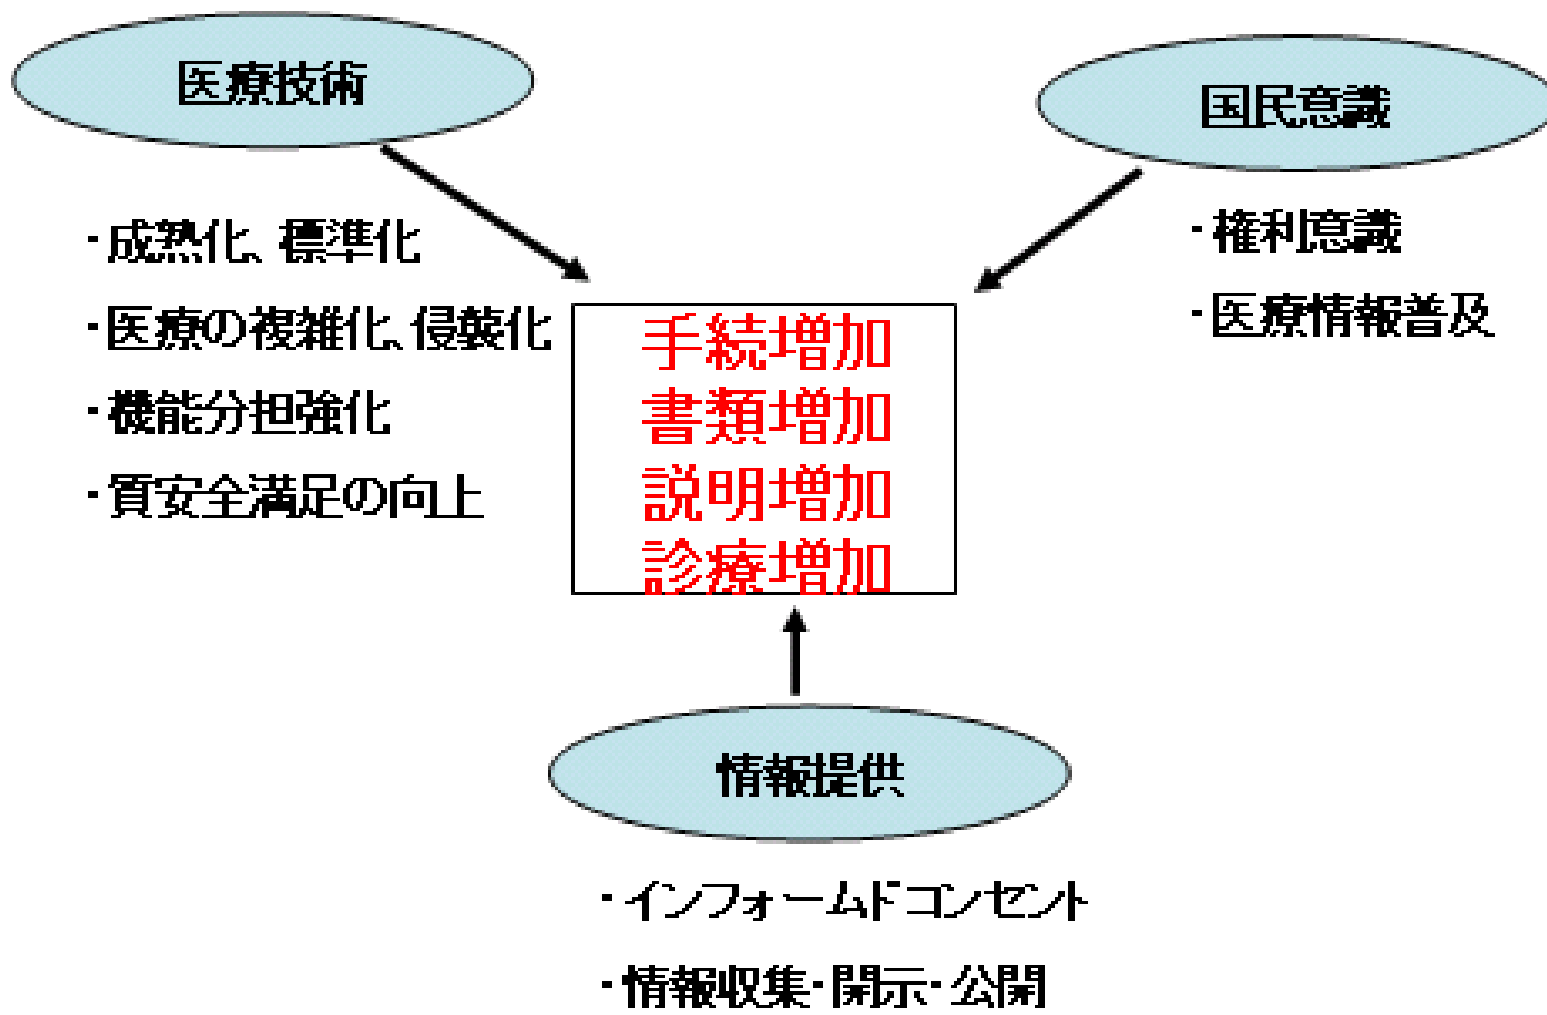 医療技術
・成熟化、標準化
・医療の複雑化、侵襲化
・機能分担強化
・質安全満足の向上
国民意識
・権利意識
・医療情報普及
手続増加
書類増加
説明増加
診療増加
情報提供
・インフォームドコンセント
・情報収集・開示・公開